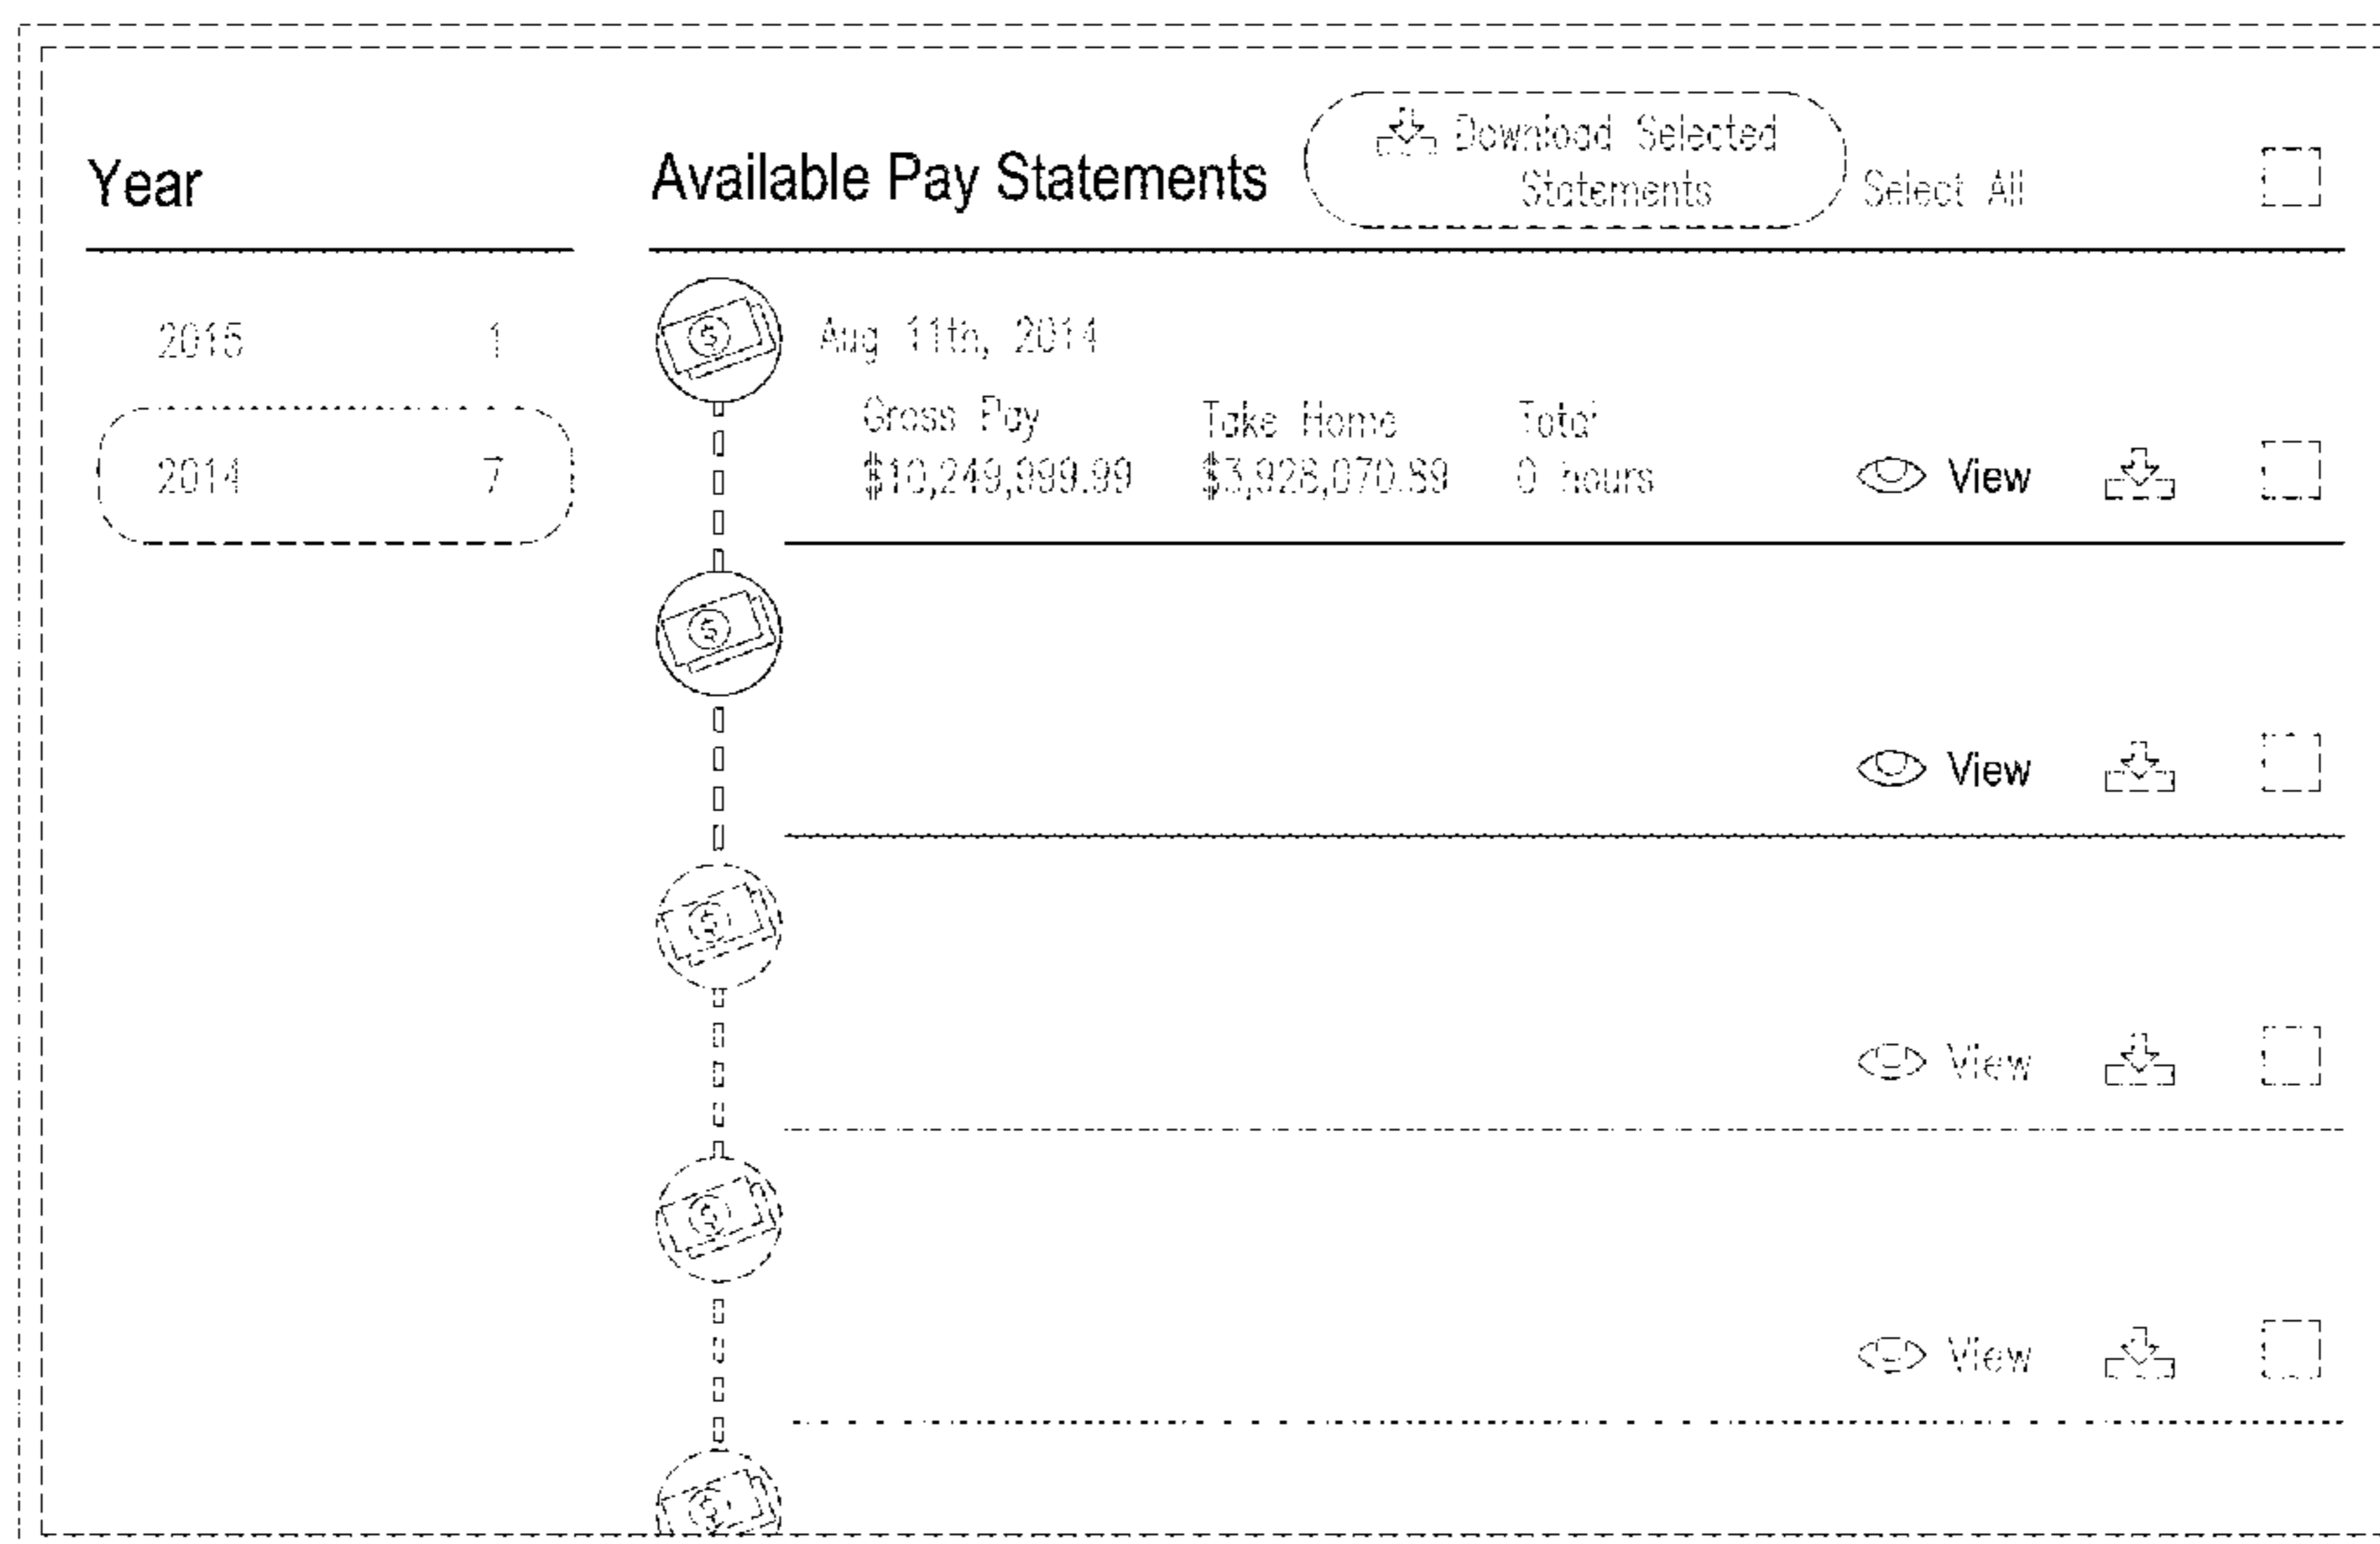 Year
Available Pay Statements
Download Selected
Statements
Select All
2015 1
2014 7
Aug 11th, 2014
Gross Pay Take Home Total
$10,249,999.99 $3,928,070.89 0 hours
View
View
View
View